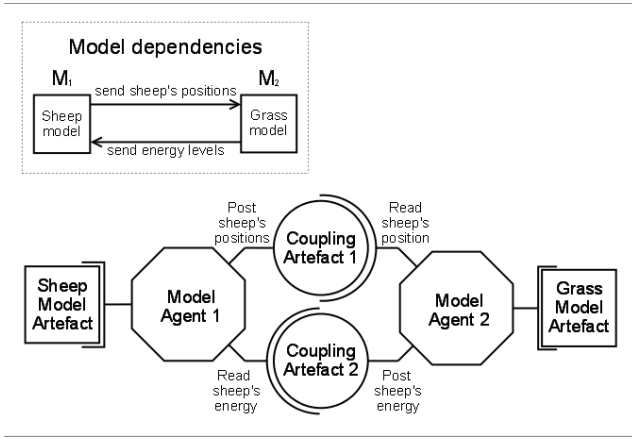 Model dependencies
M1
M2
send sheep's positions
Sheep
model
Grass
model
send energy levels
Post
sheep's
positions
Read
sheep's
position
Coupling
Artefact 1
Sheep
Model
Artefact
Model
Agent 1
Model
Agent 2
Grass
Model
Artefact
Coupling
Artefact 2
Read
sheep's
energy
Post
sheep's
energy